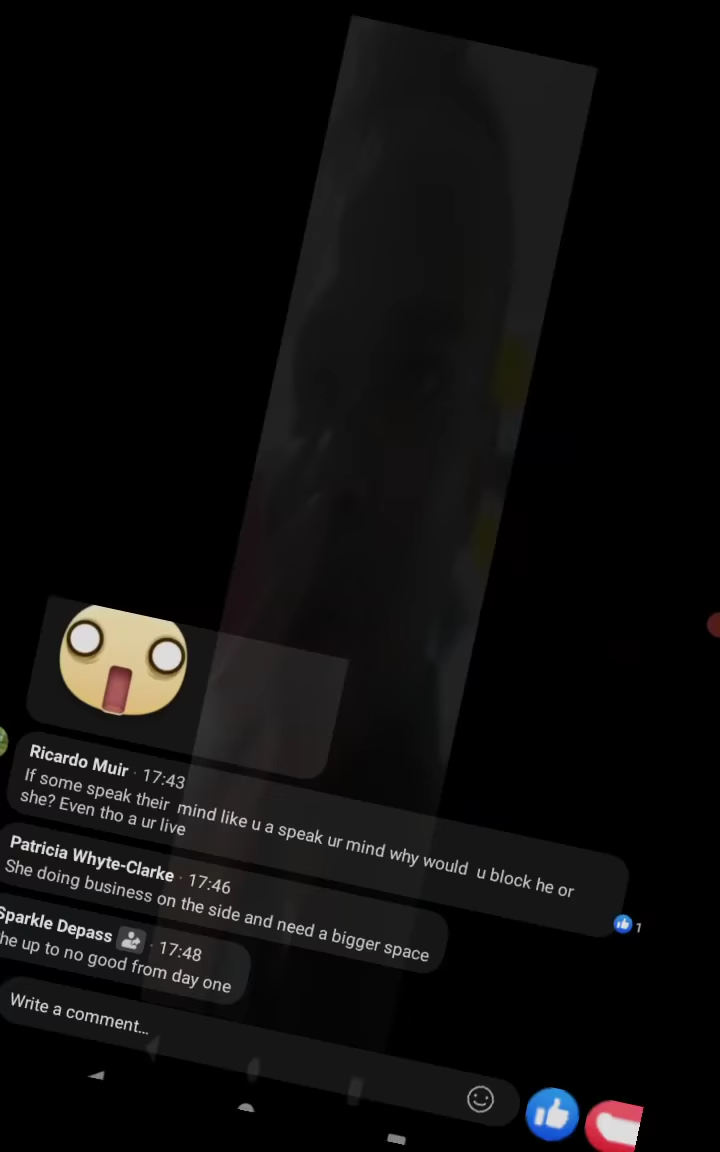 Ricardo Muir · 17:43
If some speak their mind like u a speak ur mind why would u block he or
she? Even tho a ur live
1
Patricia Whyte-Clarke · 17:46
She doing business on the side and need a bigger space
Sparkle Depass · 17:48
he up to no good from day one
Write a comment...